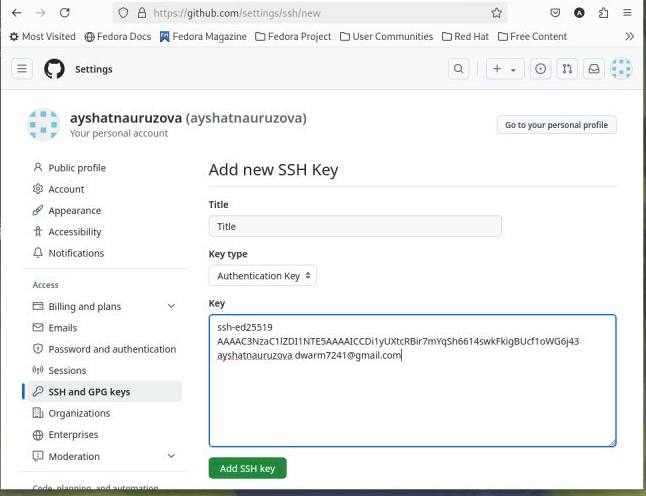 https://github.com/settings/ssh/new
Most Visited Fedora Docs Fedora Magazine Fedora Project User Communities Red Hat Free Content
Settings
ayshatnauruzova (ayshatnauruzova)
Your personal account
Go to your personal profile
Public profile
Account
Appearance
Accessibility
Notifications
Access
Billing and plans
Emails
Password and authentication
Sessions
SSH and GPG keys
Organizations
Enterprises
Moderation
Code, planning, and automation
Add new SSH Key
Title
Title
Key type
Authentication Key
Key
ssh-ed25519
AAAAC3NzaC1lZDI1NTE5AAAAICCDi1yUXtcRBir7mYqSh6614swkFkigBUcf1oWG6j43
ayshatnauruzova dwarm7241@gmail.com
Add SSH key